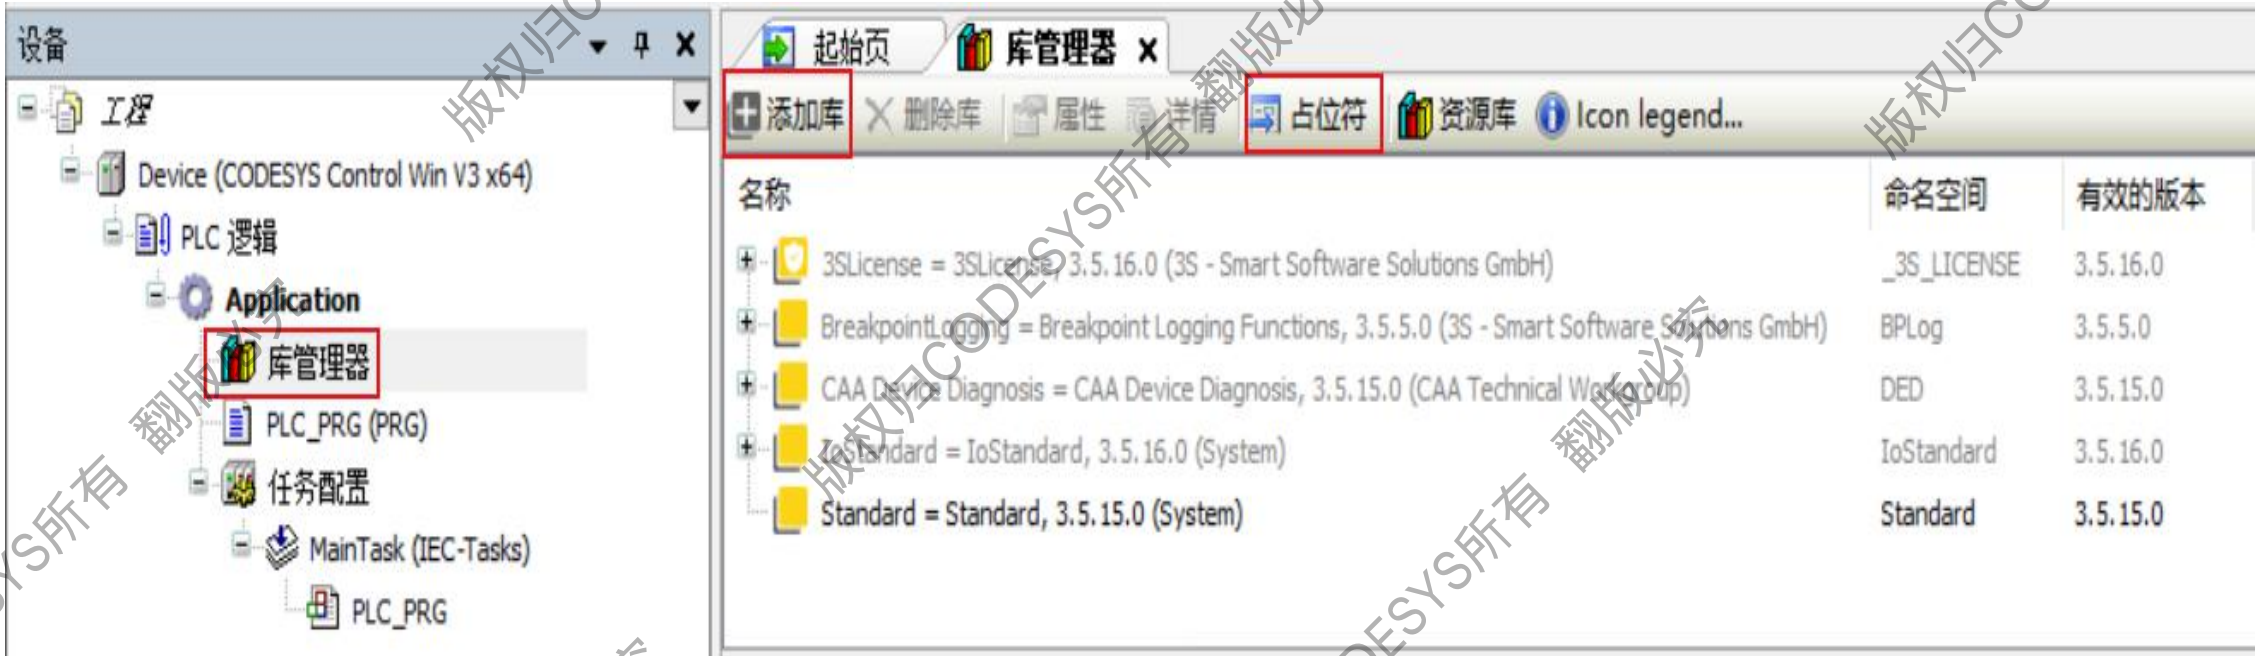 设备
工程
Device (CODESYS Control Win V3 x64)
PLC 逻辑
Application
库管理器
PLC_PRG (PRG)
任务配置
MainTask (IEC-Tasks)
PLC_PRG
起始页 库管理器
添加库 删除库 属性 详情 占位符 资源库 Icon legend...
名称 命名空间 有效的版本
3SLicense = 3SLicense, 3.5.16.0 (3S - Smart Software Solutions GmbH) _3S_LICENSE 3.5.16.0
BreakpointLogging = Breakpoint Logging Functions, 3.5.5.0 (3S - Smart Software Solutions GmbH) BPLog 3.5.5.0
CAA Device Diagnosis = CAA Device Diagnosis, 3.5.15.0 (CAA Technical Workgroup) DED 3.5.15.0
IoStandard = IoStandard, 3.5.16.0 (System) IoStandard 3.5.16.0
Standard = Standard, 3.5.15.0 (System) Standard 3.5.15.0
版权归CODESYS所有 翻版必究